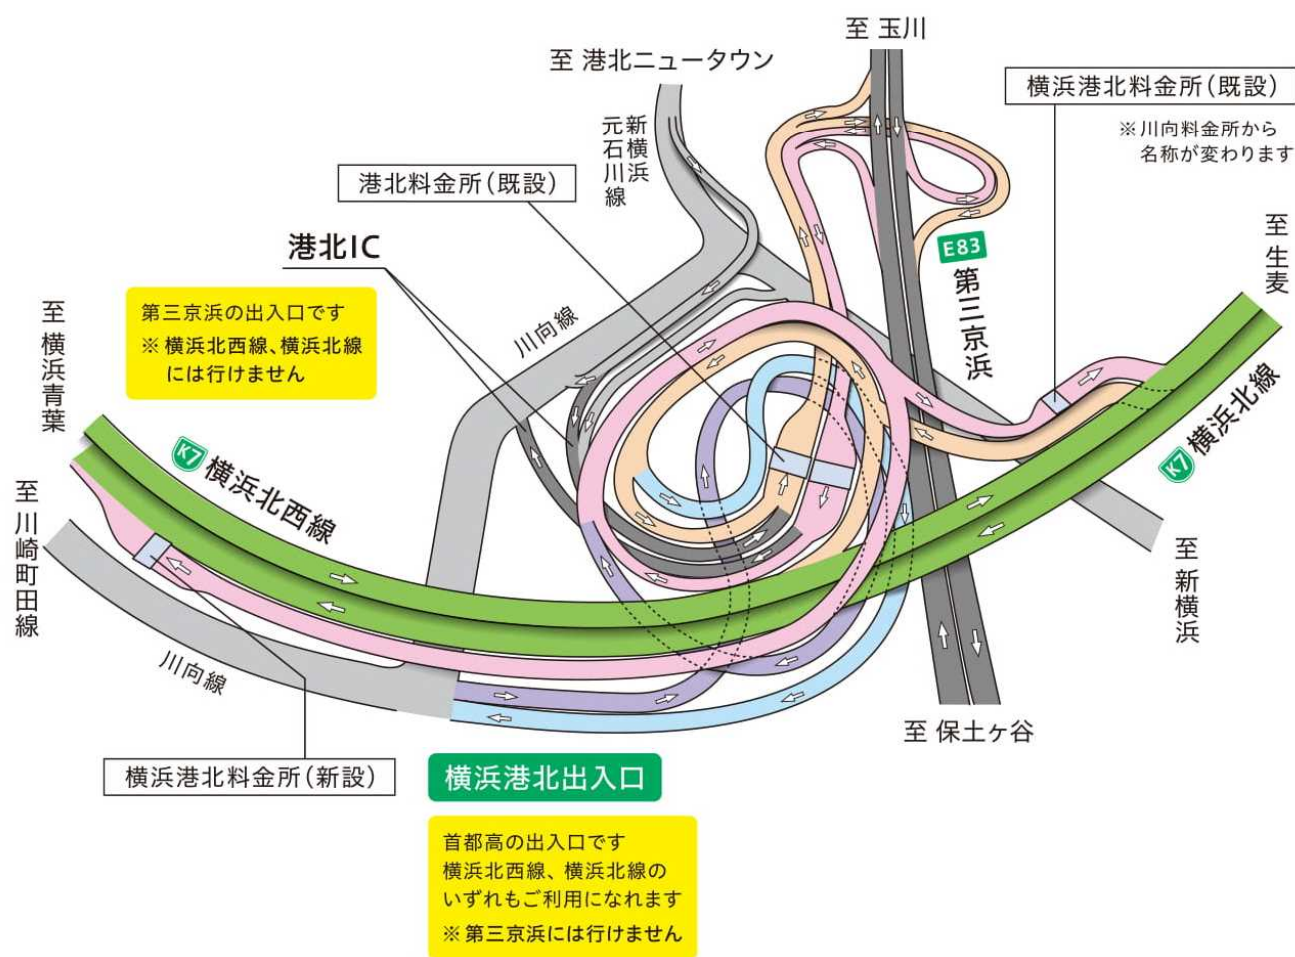 至 玉川
至 港北ニュータウン
横浜港北料金所(既設)
※川向料金所から
名称が変わります
新横浜
元石川線
港北料金所(既設)
港北IC
E83
第三京浜
至 生麦
第三京浜の出入口です
※ 横浜北西線、横浜北線
には行けません
川向線
至 横浜青葉
K7
横浜北西線
K7
横浜北線
至 川崎町田線
至 新横浜
川向線
至 保土ヶ谷
横浜港北料金所(新設)
横浜港北出入口
首都高の出入口です
横浜北西線、横浜北線の
いずれもご利用になれます
※ 第三京浜には行けません